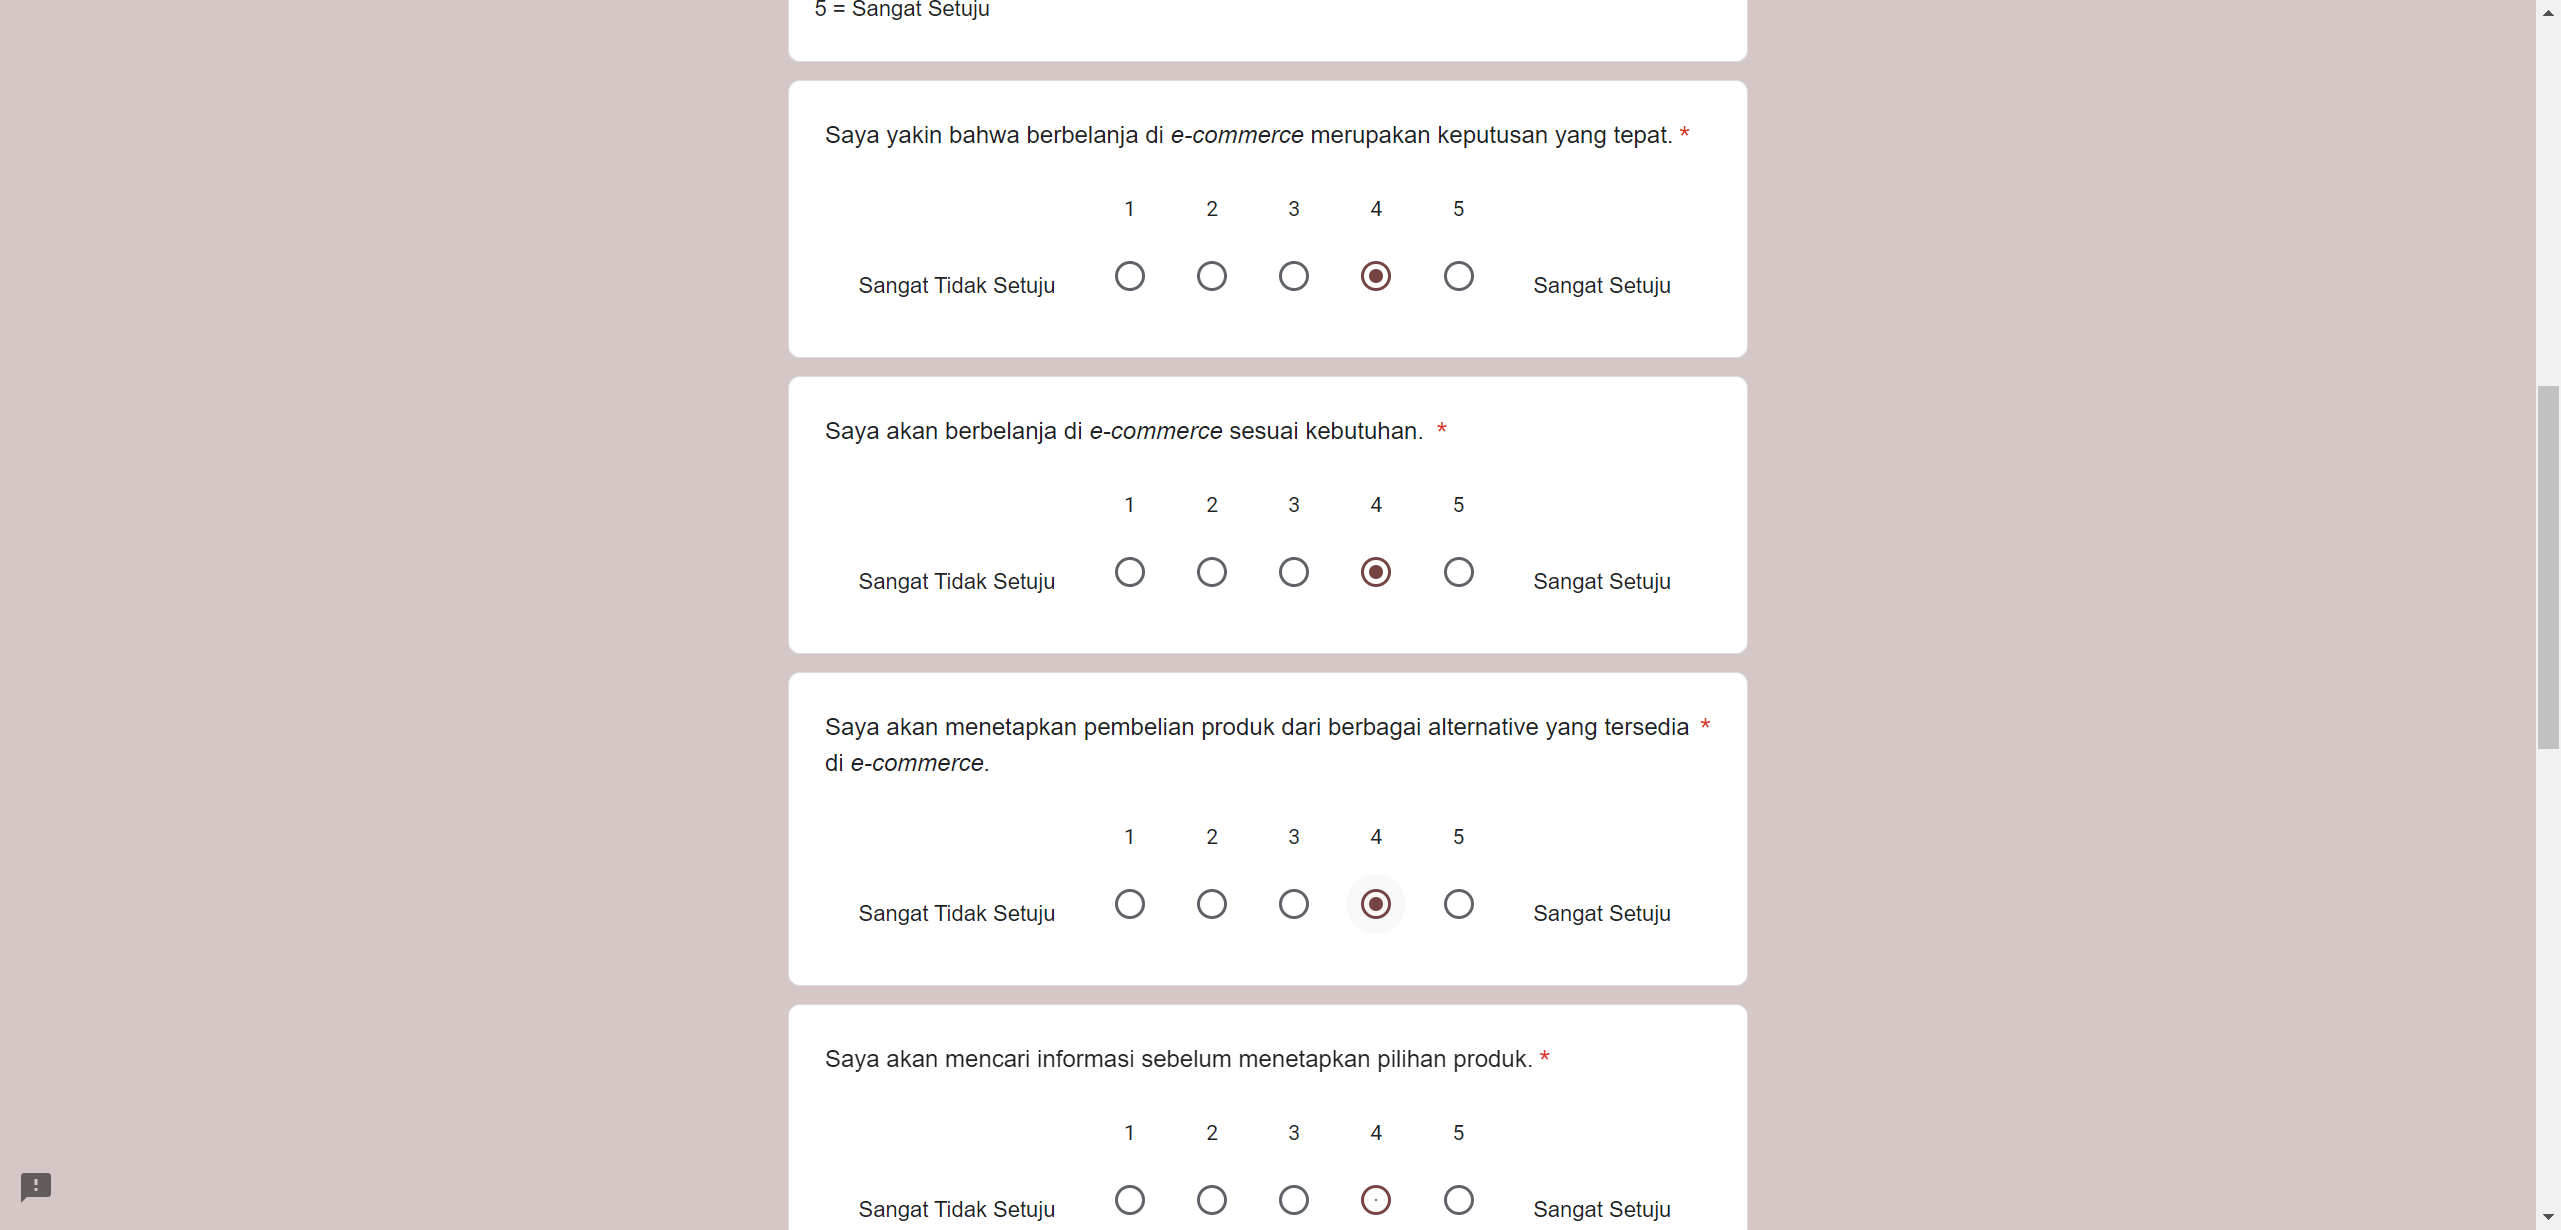 5 = Sangat Setuju
Saya yakin bahwa berbelanja di e-commerce merupakan keputusan yang tepat. *
1 2 3 4 5
Sangat Tidak Setuju Sangat Setuju
Saya akan berbelanja di e-commerce sesuai kebutuhan. *
1 2 3 4 5
Sangat Tidak Setuju Sangat Setuju
Saya akan menetapkan pembelian produk dari berbagai alternative yang tersedia *
di e-commerce.
1 2 3 4 5
Sangat Tidak Setuju Sangat Setuju
Saya akan mencari informasi sebelum menetapkan pilihan produk. *
1 2 3 4 5
Sangat Tidak Setuju Sangat Setuju